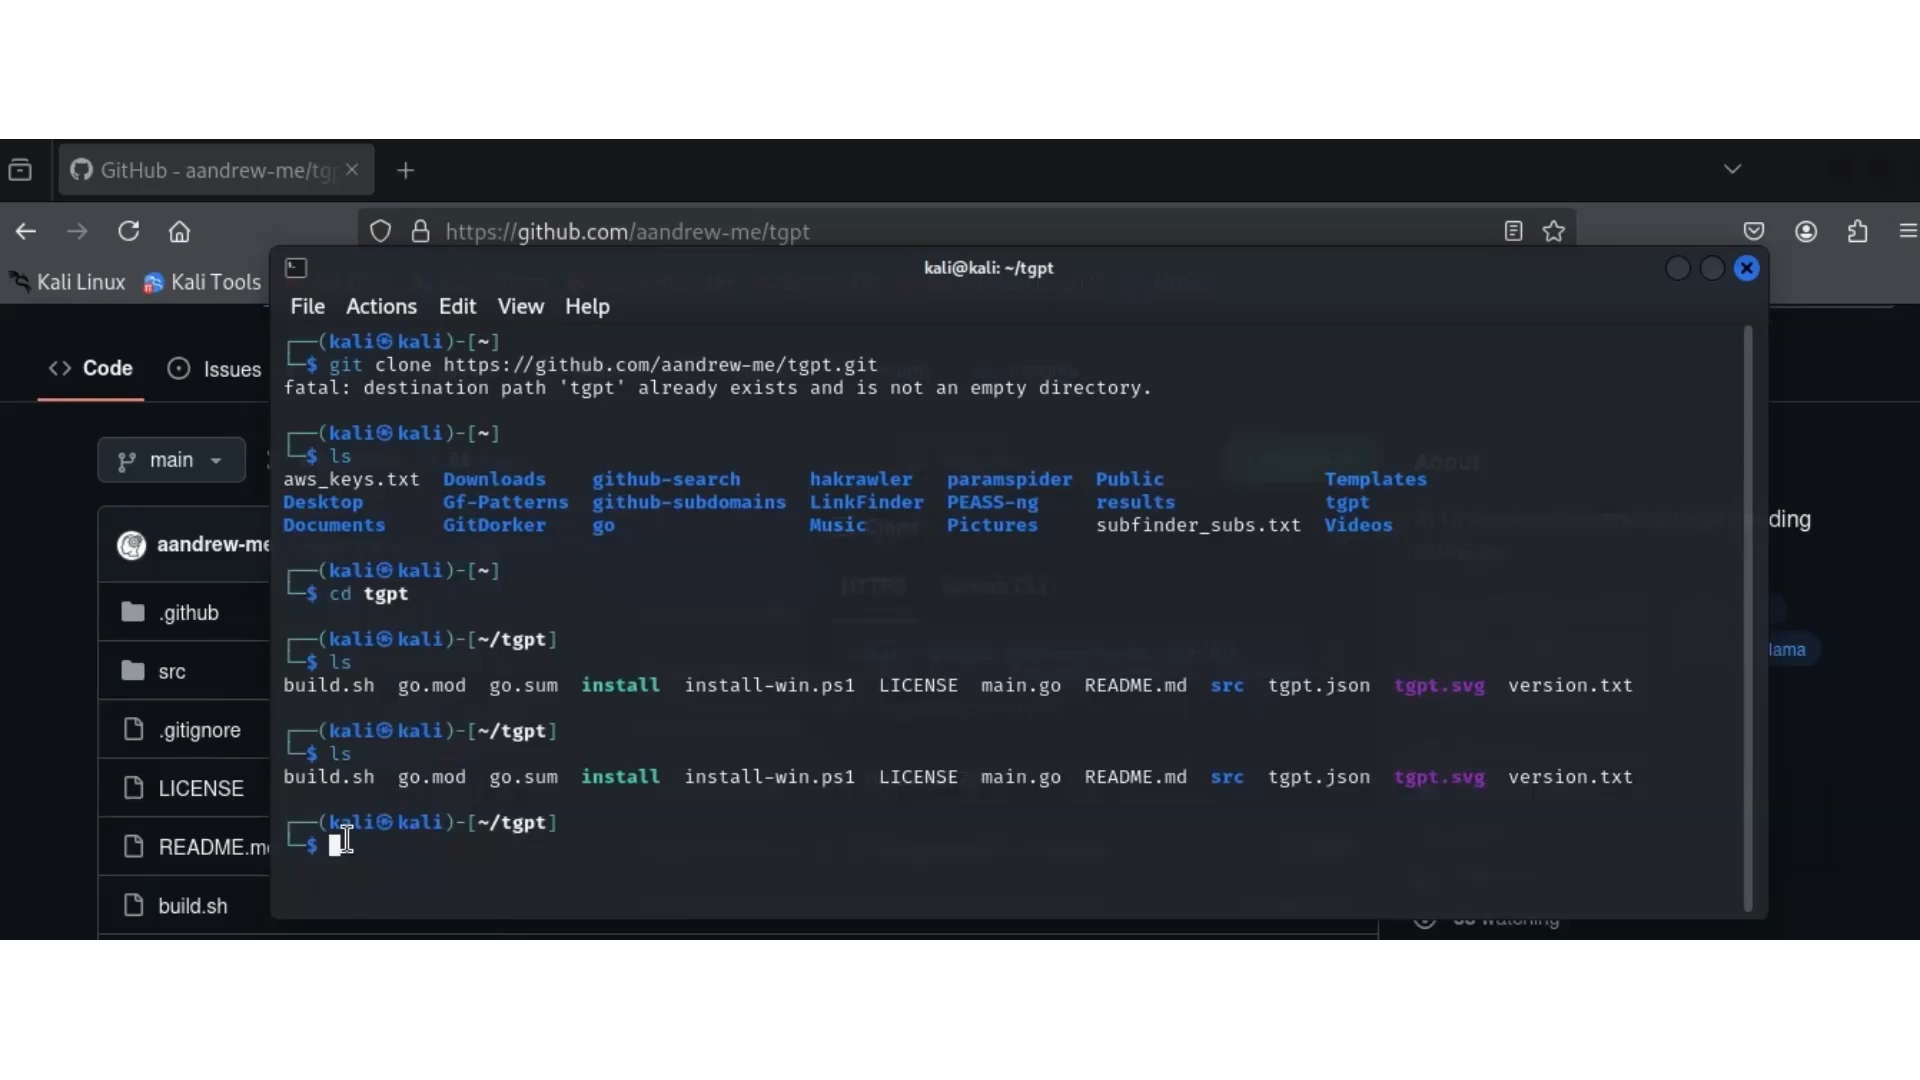 GitHub - aandrew-me/tg
https://github.com/aandrew-me/tgpt
Kali Linux Kali Tools
kali@kali: ~/tgpt
File Actions Edit View Help
Code Issues
main
aandrew-me
.github
src
.gitignore
LICENSE
README.m
build.sh
┌──(kali㉿kali)-[~]
└─$ git clone https://github.com/aandrew-me/tgpt.git
fatal: destination path 'tgpt' already exists and is not an empty directory.
┌──(kali㉿kali)-[~]
└─$ ls
aws_keys.txt Downloads github-search hakrawler paramspider Public Templates
Desktop Gf-Patterns github-subdomains LinkFinder PEASS-ng results tgpt
Documents GitDorker go Music Pictures subfinder_subs.txt Videos
┌──(kali㉿kali)-[~]
└─$ cd tgpt
┌──(kali㉿kali)-[~/tgpt]
└─$ ls
build.sh go.mod go.sum install install-win.ps1 LICENSE main.go README.md src tgpt.json tgpt.svg version.txt
┌──(kali㉿kali)-[~/tgpt]
└─$ ls
build.sh go.mod go.sum install install-win.ps1 LICENSE main.go README.md src tgpt.json tgpt.svg version.txt
┌──(kali㉿kali)-[~/tgpt]
└─$
About
ding
lama
watching